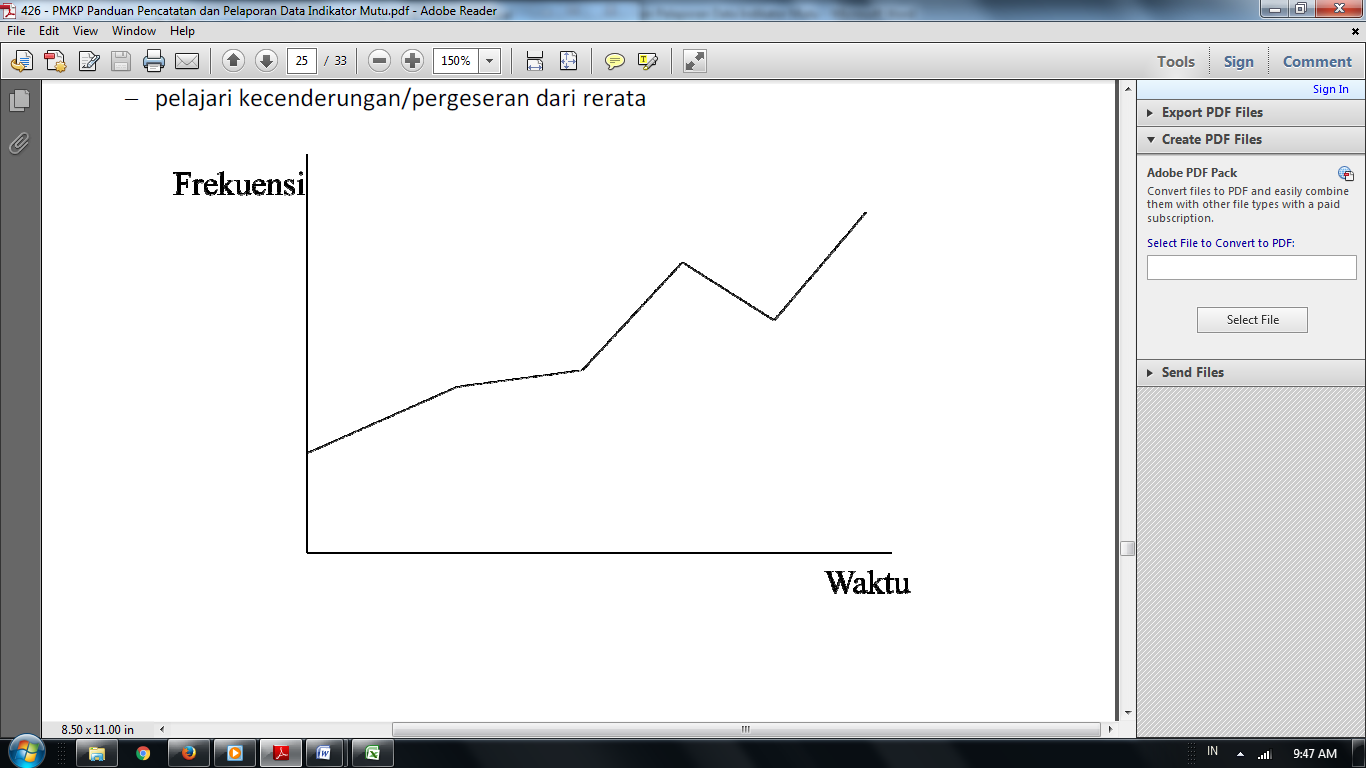 426 - PMKP Panduan Pencatatan dan Pelaporan Data Indikator Mutu.pdf - Adobe Reader
File Edit View Window Help
25 / 33 150% Tools Sign Comment
Sign In
Export PDF Files
Create PDF Files
Adobe PDF Pack
Convert files to PDF and easily combine
them with other file types with a paid
subscription.
Select File to Convert to PDF:
Select File
Send Files
– pelajari kecenderungan/pergeseran dari rerata
Frekuensi
Waktu
8.50 x 11.00 in
IN 9:47 AM